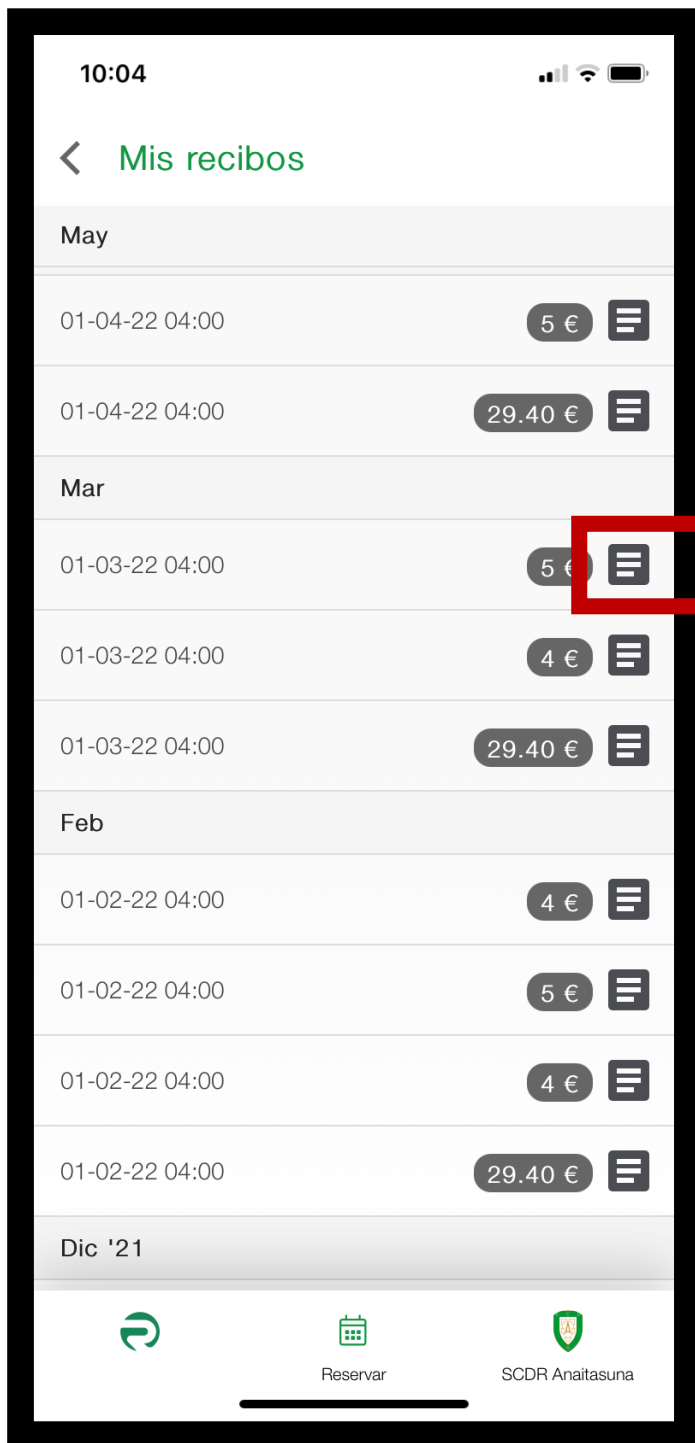 10:04
Mis recibos
May
01-04-22 04:00 5 €
01-04-22 04:00 29.40 €
Mar
01-03-22 04:00 5 €
01-03-22 04:00 4 €
01-03-22 04:00 29.40 €
Feb
01-02-22 04:00 4 €
01-02-22 04:00 5 €
01-02-22 04:00 4 €
01-02-22 04:00 29.40 €
Dic '21
Reservar SCDR Anaitasuna